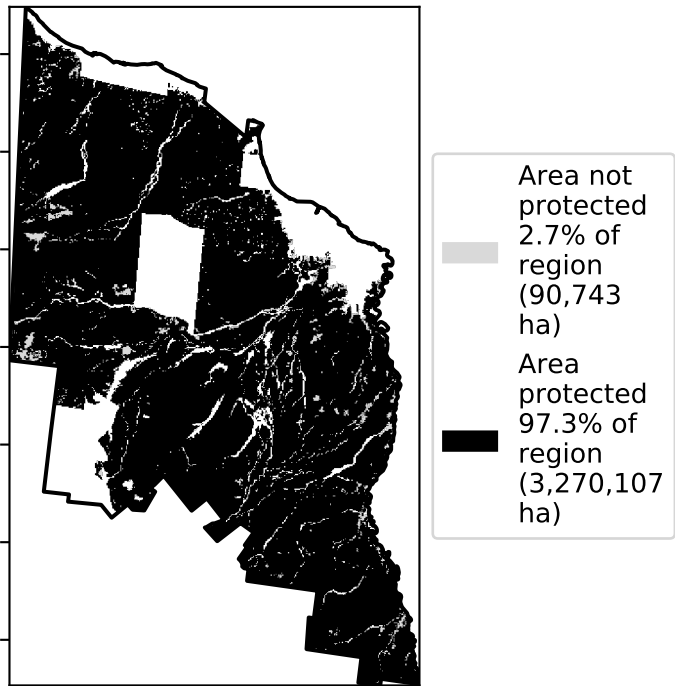 Area not
protected
2.7% of
region
(90,743
ha)
Area
protected
97.3% of
region
(3,270,107
ha)